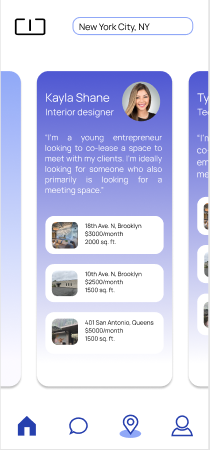 New York City, NY
Kayla Shane
Interior designer
"I'm a young entrepreneur
looking to co-lease a space to
meet with my clients. I'm ideally
looking for someone who also
primarily is looking for a
meeting space."
16th Ave. N, Brooklyn
$3000/month
2000 sq. ft.
10th Ave. N, Brooklyn
$2500/month
1500 sq. ft.
401 San Antonio, Queens
$5000/month
1500 sq. ft.
Ty
Te
"I'm
co-
em
me